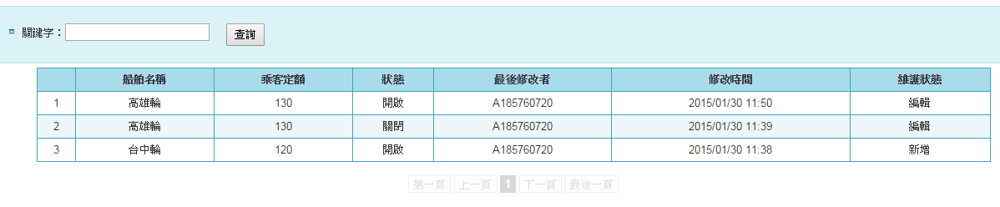 關鍵字：查詢
船舶名稱 乘客定額 狀態 最後修改者 修改時間 維護狀態
1 高雄輪 130 開啟 A185760720 2015/01/30 11:50 編輯
2 高雄輪 130 關閉 A185760720 2015/01/30 11:39 編輯
3 台中輪 120 開啟 A185760720 2015/01/30 11:38 新增
第一頁 上一頁 1 下一頁 最後一頁